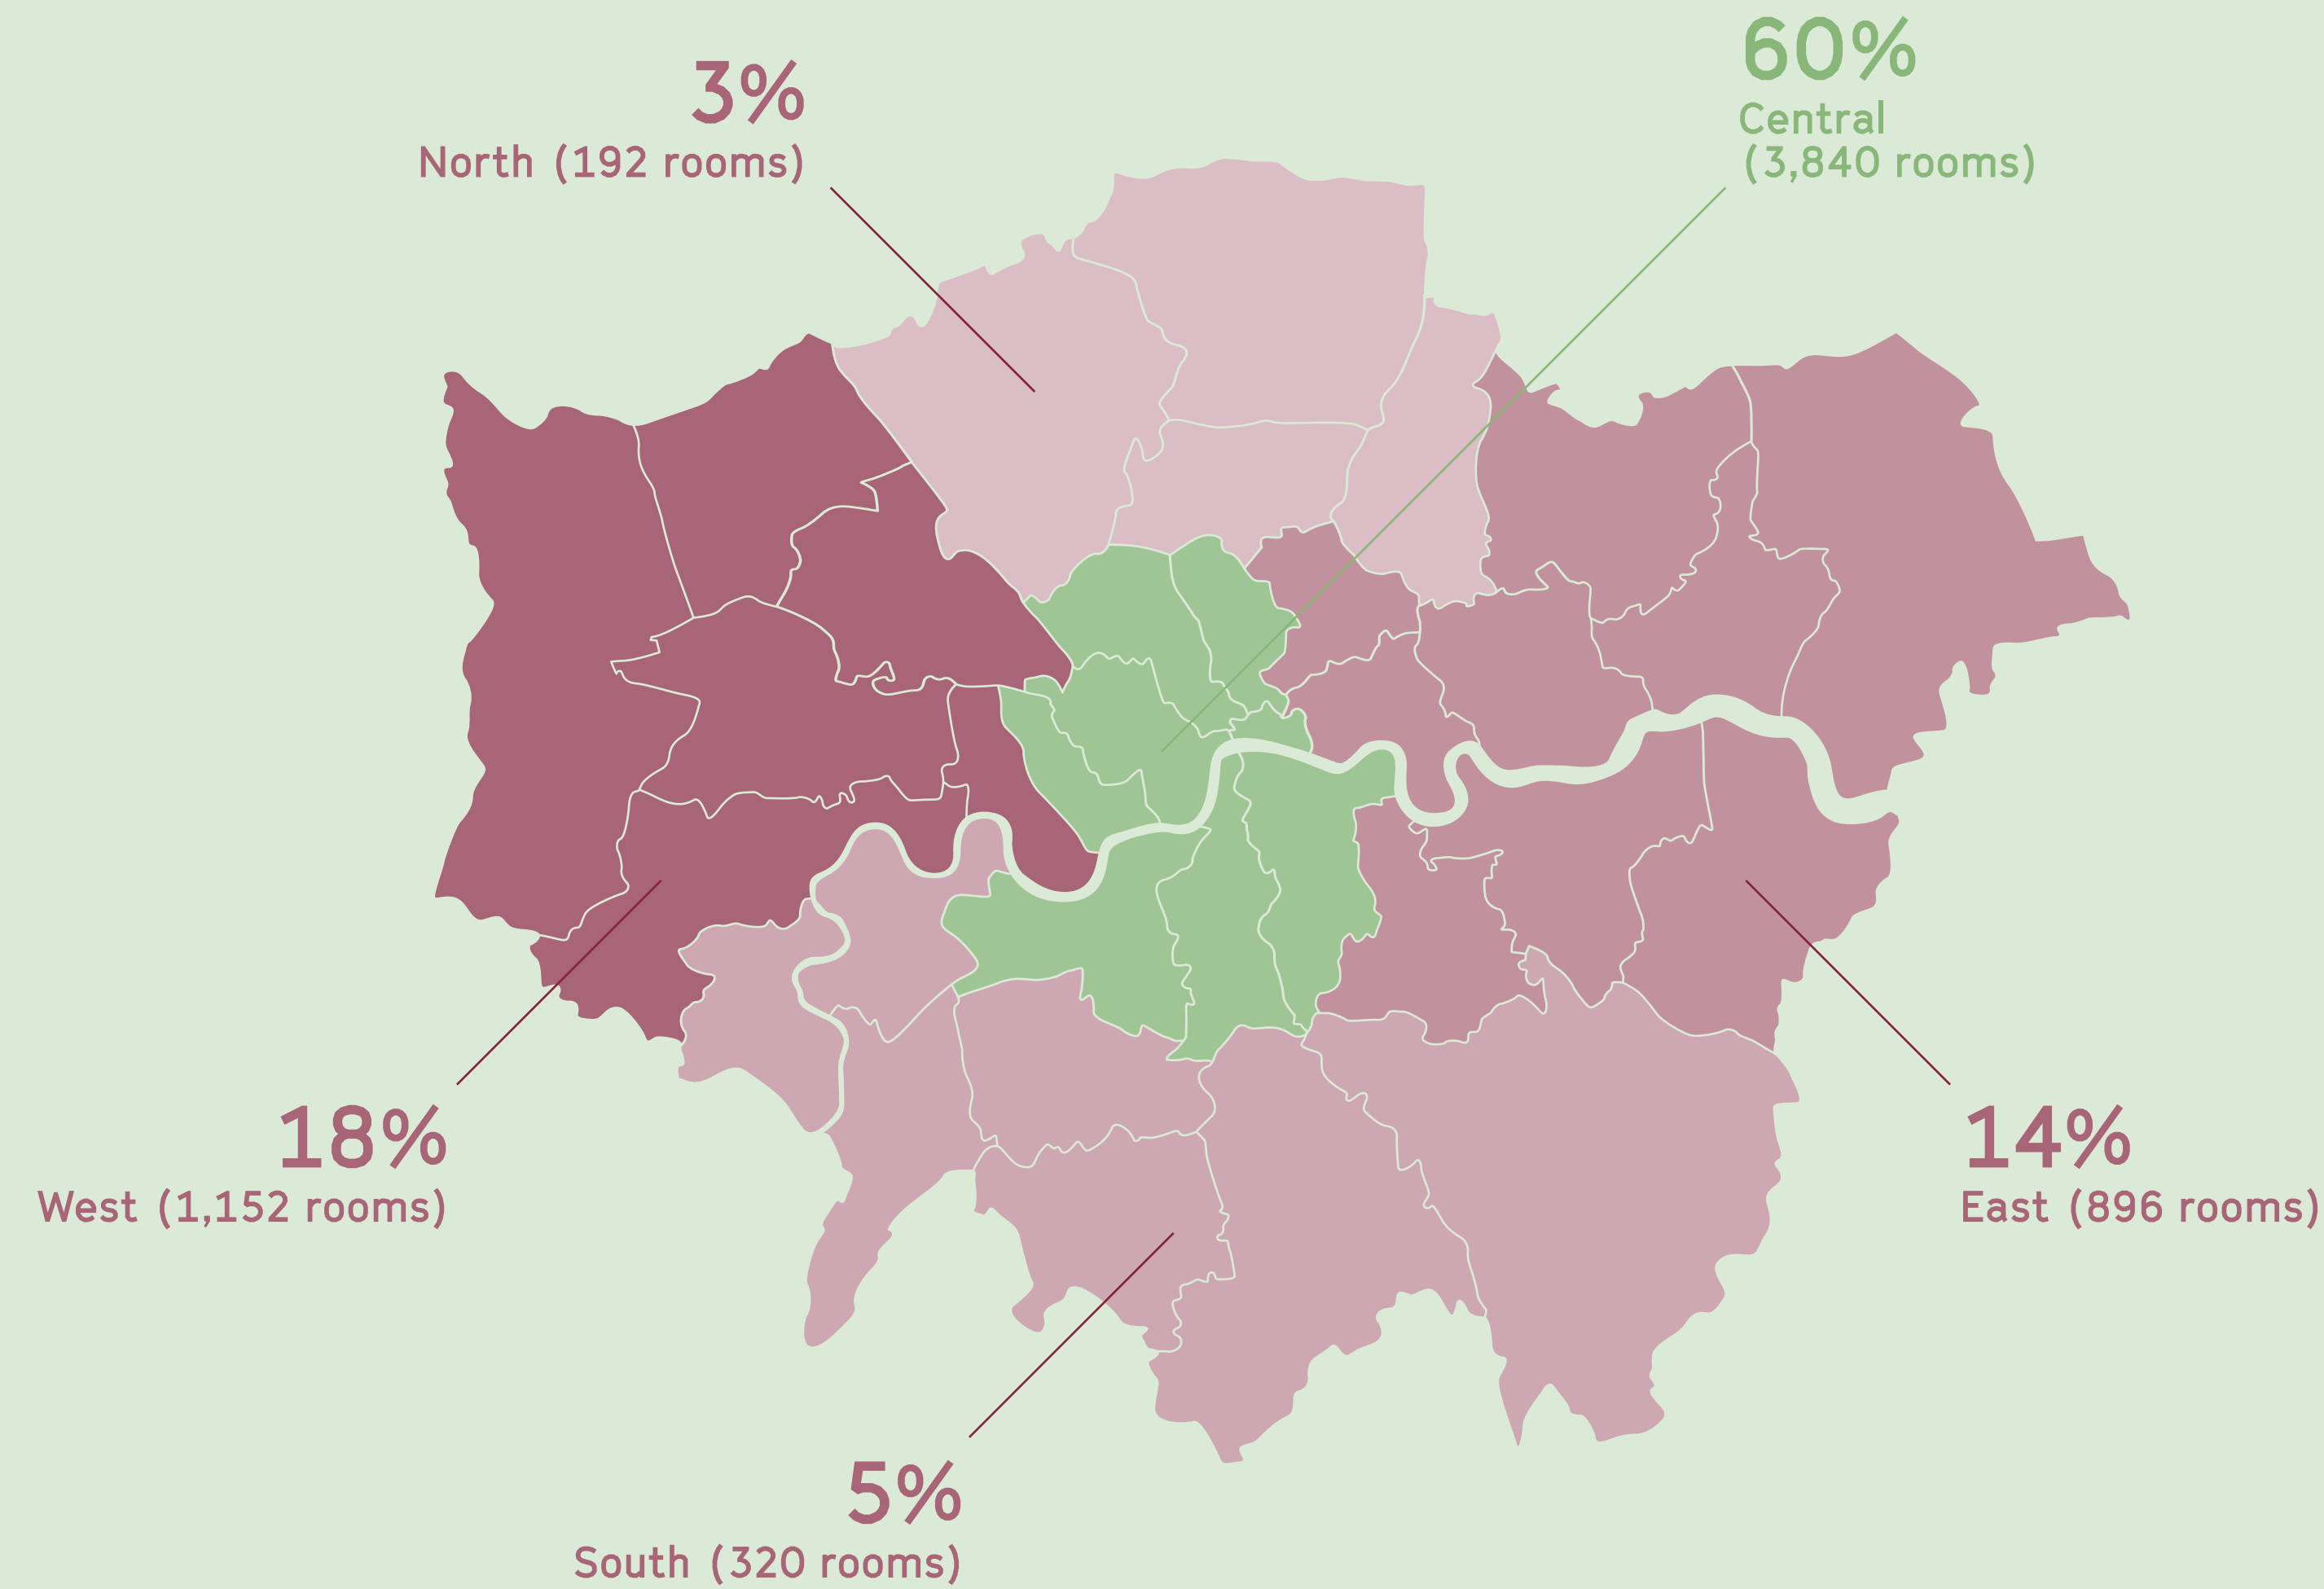 3%
North (192 rooms)
60%
Central
(3,840 rooms)
18%
West (1,152 rooms)
14%
East (896 rooms)
5%
South (320 rooms)